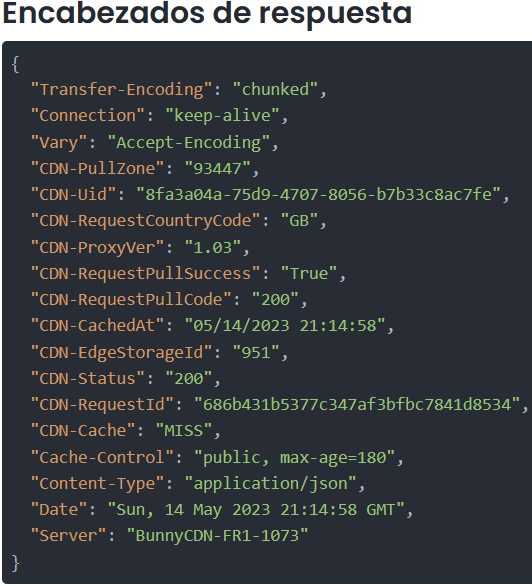 Encabezados de respuesta
{
"Transfer-Encoding": "chunked",
"Connection": "keep-alive",
"Vary": "Accept-Encoding",
"CDN-PullZone": "93447",
"CDN-Uid": "8fa3a04a-75d9-4707-8056-b7b33c8ac7fe",
"CDN-RequestCountryCode": "GB",
"CDN-ProxyVer": "1.03",
"CDN-RequestPullSuccess": "True",
"CDN-RequestPullCode": "200",
"CDN-CachedAt": "05/14/2023 21:14:58",
"CDN-EdgeStorageId": "951",
"CDN-Status": "200",
"CDN-RequestId": "686b431b5377c347af3bfbc7841d8534",
"CDN-Cache": "MISS",
"Cache-Control": "public, max-age=180",
"Content-Type": "application/json",
"Date": "Sun, 14 May 2023 21:14:58 GMT",
"Server": "BunnyCDN-FR1-1073"
}